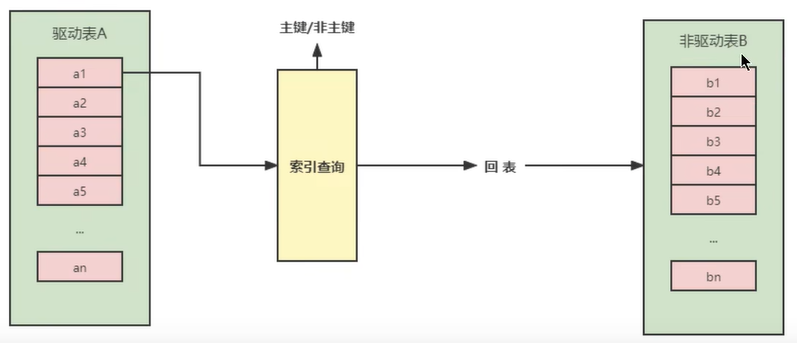 驱动表A
a1
a2
a3
a4
a5
...
an
主键/非主键
索引查询
回 表
非驱动表B
b1
b2
b3
b4
b5
...
bn